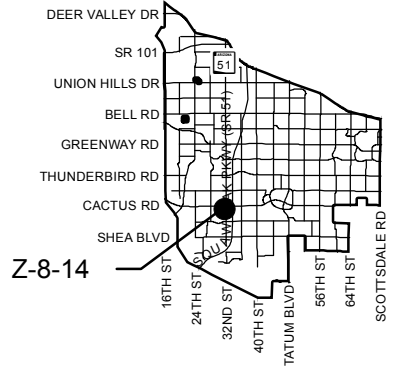 DEER VALLEY DR
SR 101
ARIZONA
51
UNION HILLS DR
BELL RD
GREENWAY RD
THUNDERBIRD RD
CACTUS RD
SHEA BLVD
SQUAW PEAK PKWY (SR 51)
Z-8-14
16TH ST
24TH ST
32ND ST
40TH ST
TATUM BLVD
56TH ST
64TH ST
SCOTTSDALE RD